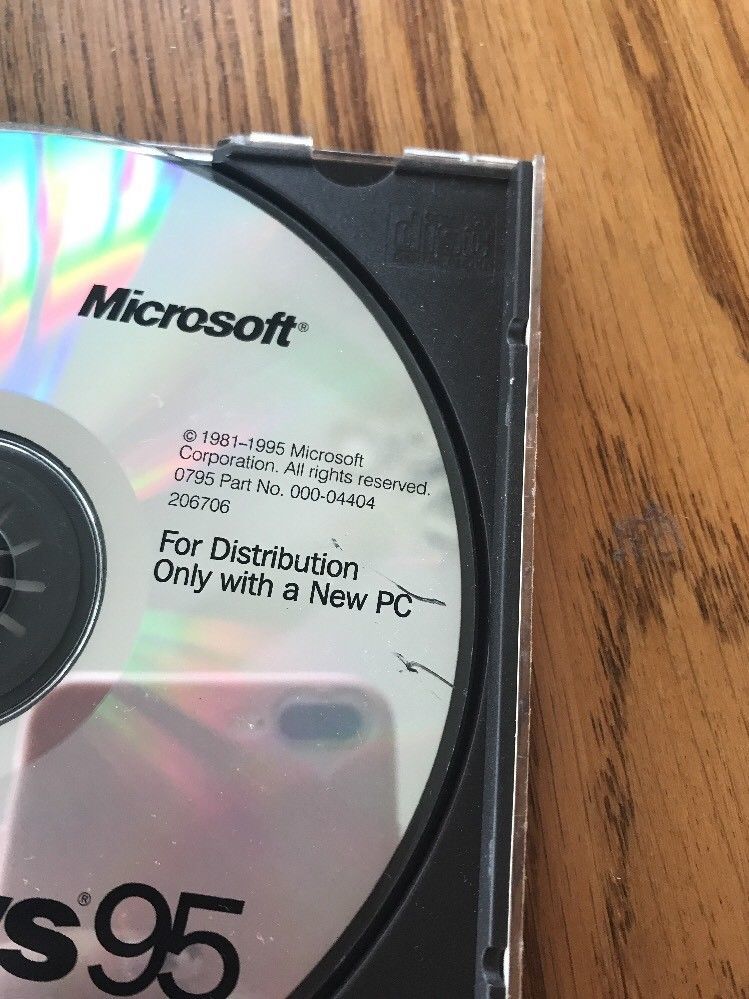 Microsoft®
© 1981–1995 Microsoft
Corporation. All rights reserved.
0795 Part No. 000-04404
206706
For Distribution
Only with a New PC
ws®95